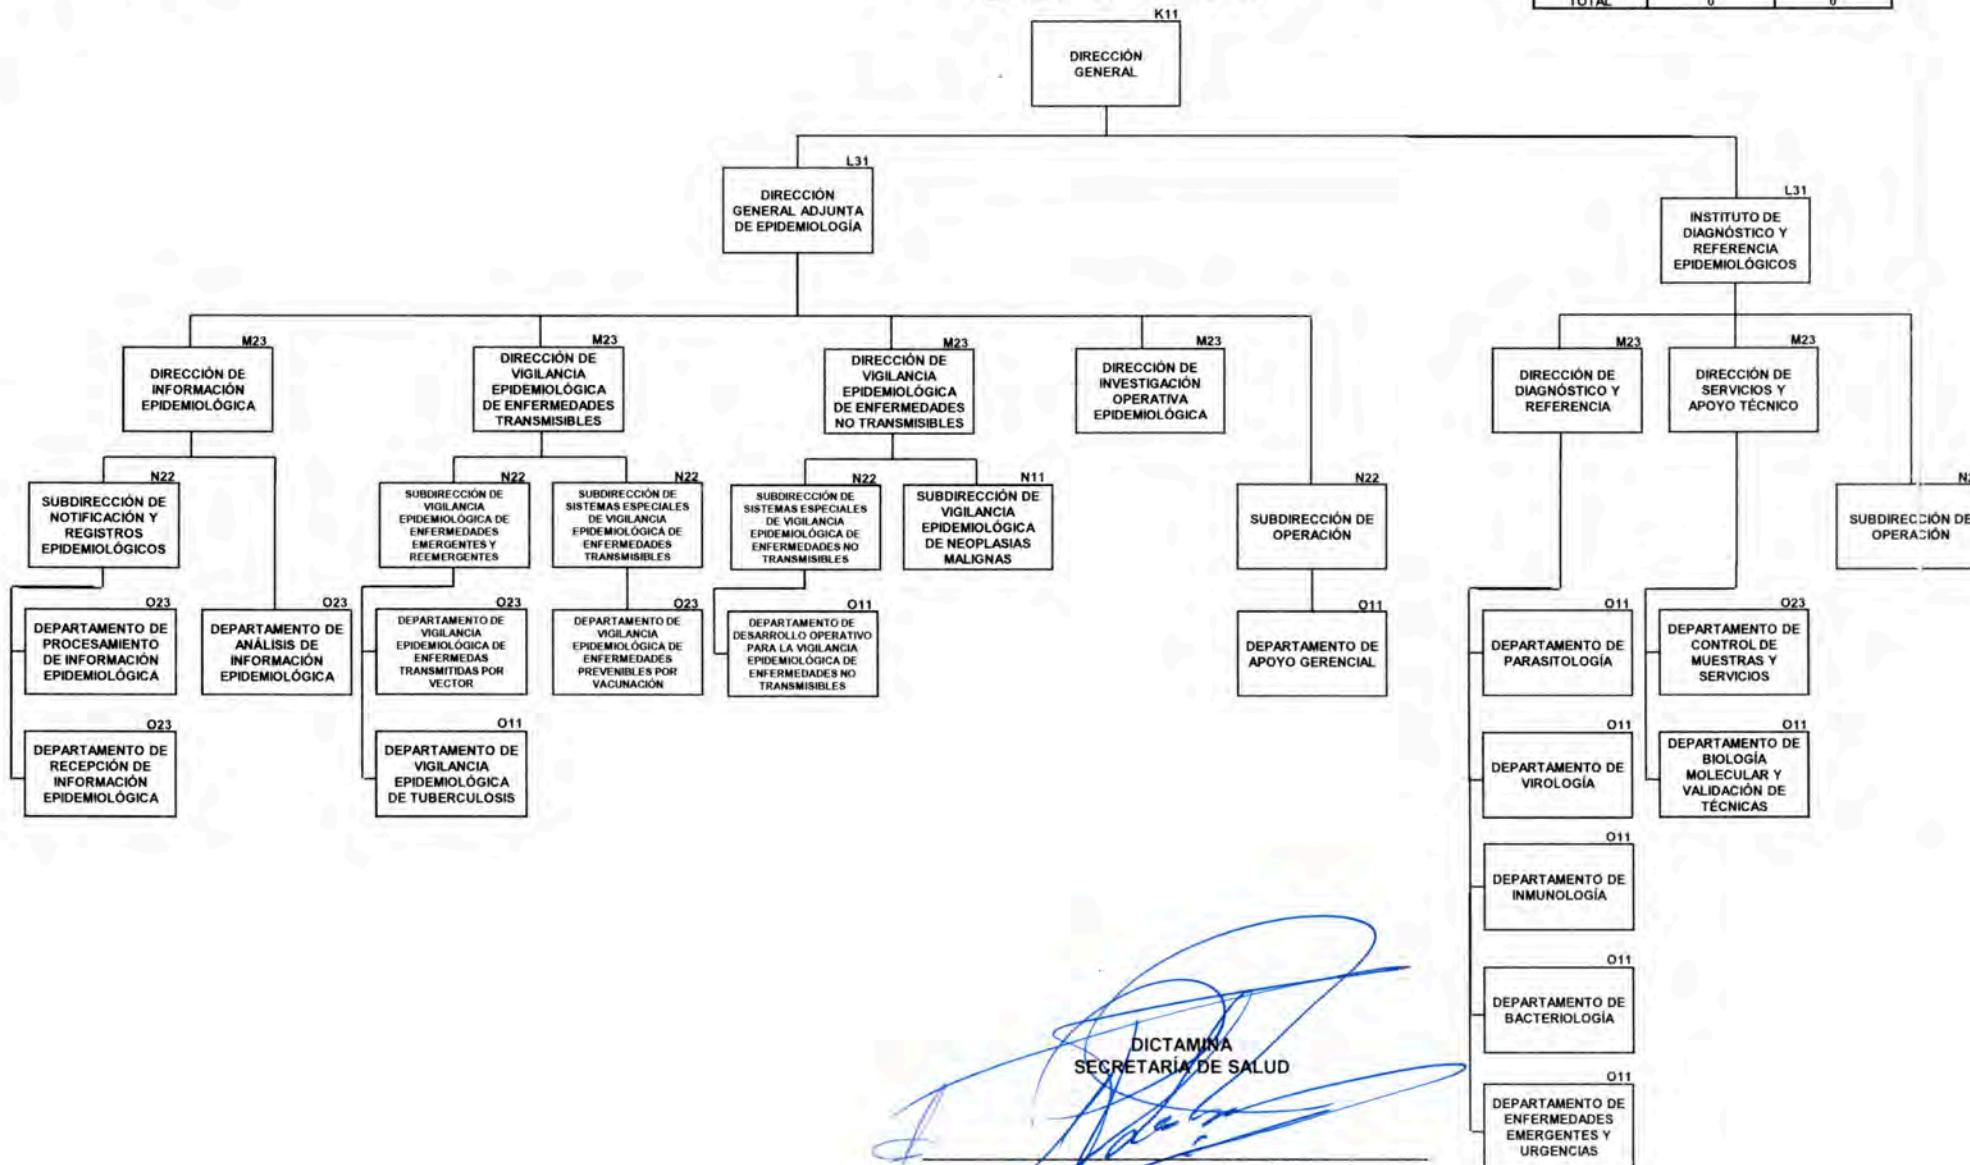 TOTAL 0 0
K11
DIRECCIÓN
GENERAL
L31
DIRECCIÓN
GENERAL ADJUNTA
DE EPIDEMIOLOGÍA
L31
INSTITUTO DE
DIAGNÓSTICO Y
REFERENCIA
EPIDEMIOLÓGICOS
M23
DIRECCIÓN DE
INFORMACIÓN
EPIDEMIOLÓGICA
M23
DIRECCIÓN DE
VIGILANCIA
EPIDEMIOLÓGICA
DE ENFERMEDADES
TRANSMISIBLES
M23
DIRECCIÓN DE
VIGILANCIA
EPIDEMIOLÓGICA
DE ENFERMEDADES
NO TRANSMISIBLES
M23
DIRECCIÓN DE
INVESTIGACIÓN
OPERATIVA
EPIDEMIOLÓGICA
M23
DIRECCIÓN DE
DIAGNÓSTICO Y
REFERENCIA
M23
DIRECCIÓN DE
SERVICIOS Y
APOYO TÉCNICO
N22
SUBDIRECCIÓN DE
NOTIFICACIÓN Y
REGISTROS
EPIDEMIOLÓGICOS
N22
SUBDIRECCIÓN DE
VIGILANCIA
EPIDEMIOLÓGICA DE
ENFERMEDADES
EMERGENTES Y
REEMERGENTES
N22
SUBDIRECCIÓN DE
SISTEMAS ESPECIALES
DE VIGILANCIA
EPIDEMIOLÓGICA DE
ENFERMEDADES
TRANSMISIBLES
N22
SUBDIRECCIÓN DE
SISTEMAS ESPECIALES
DE VIGILANCIA
EPIDEMIOLÓGICA DE
ENFERMEDADES NO
TRANSMISIBLES
N11
SUBDIRECCIÓN DE
VIGILANCIA
EPIDEMIOLÓGICA
DE NEOPLASIAS
MALIGNAS
N22
SUBDIRECCIÓN DE
OPERACIÓN
N2
SUBDIRECCIÓN DE
OPERACIÓN
O23
DEPARTAMENTO DE
PROCESAMIENTO
DE INFORMACIÓN
EPIDEMIOLÓGICA
O23
DEPARTAMENTO DE
ANÁLISIS DE
INFORMACIÓN
EPIDEMIOLÓGICA
O23
DEPARTAMENTO DE
VIGILANCIA
EPIDEMIOLÓGICA DE
ENFERMEDAS
TRANSMITIDAS POR
VECTOR
O23
DEPARTAMENTO DE
VIGILANCIA
EPIDEMIOLÓGICA DE
ENFERMEDADES
PREVENIBLES POR
VACUNACIÓN
O11
DEPARTAMENTO DE
DESARROLLO OPERATIVO
PARA LA VIGILANCIA
EPIDEMIOLÓGICA DE
ENFERMEDADES NO
TRANSMISIBLES
O11
DEPARTAMENTO DE
APOYO GERENCIAL
O11
DEPARTAMENTO DE
PARASITOLOGÍA
O23
DEPARTAMENTO DE
CONTROL DE
MUESTRAS Y
SERVICIOS
O23
DEPARTAMENTO DE
RECEPCIÓN DE
INFORMACIÓN
EPIDEMIOLÓGICA
O11
DEPARTAMENTO DE
VIGILANCIA
EPIDEMIOLÓGICA
DE TUBERCULOSIS
O11
DEPARTAMENTO DE
VIROLOGÍA
O11
DEPARTAMENTO DE
BIOLOGÍA
MOLECULAR Y
VALIDACIÓN DE
TÉCNICAS
O11
DEPARTAMENTO DE
INMUNOLOGÍA
O11
DEPARTAMENTO DE
BACTERIOLOGÍA
O11
DEPARTAMENTO DE
ENFERMEDADES
EMERGENTES Y
URGENCIAS
DICTAMINA
SECRETARÍA DE SALUD